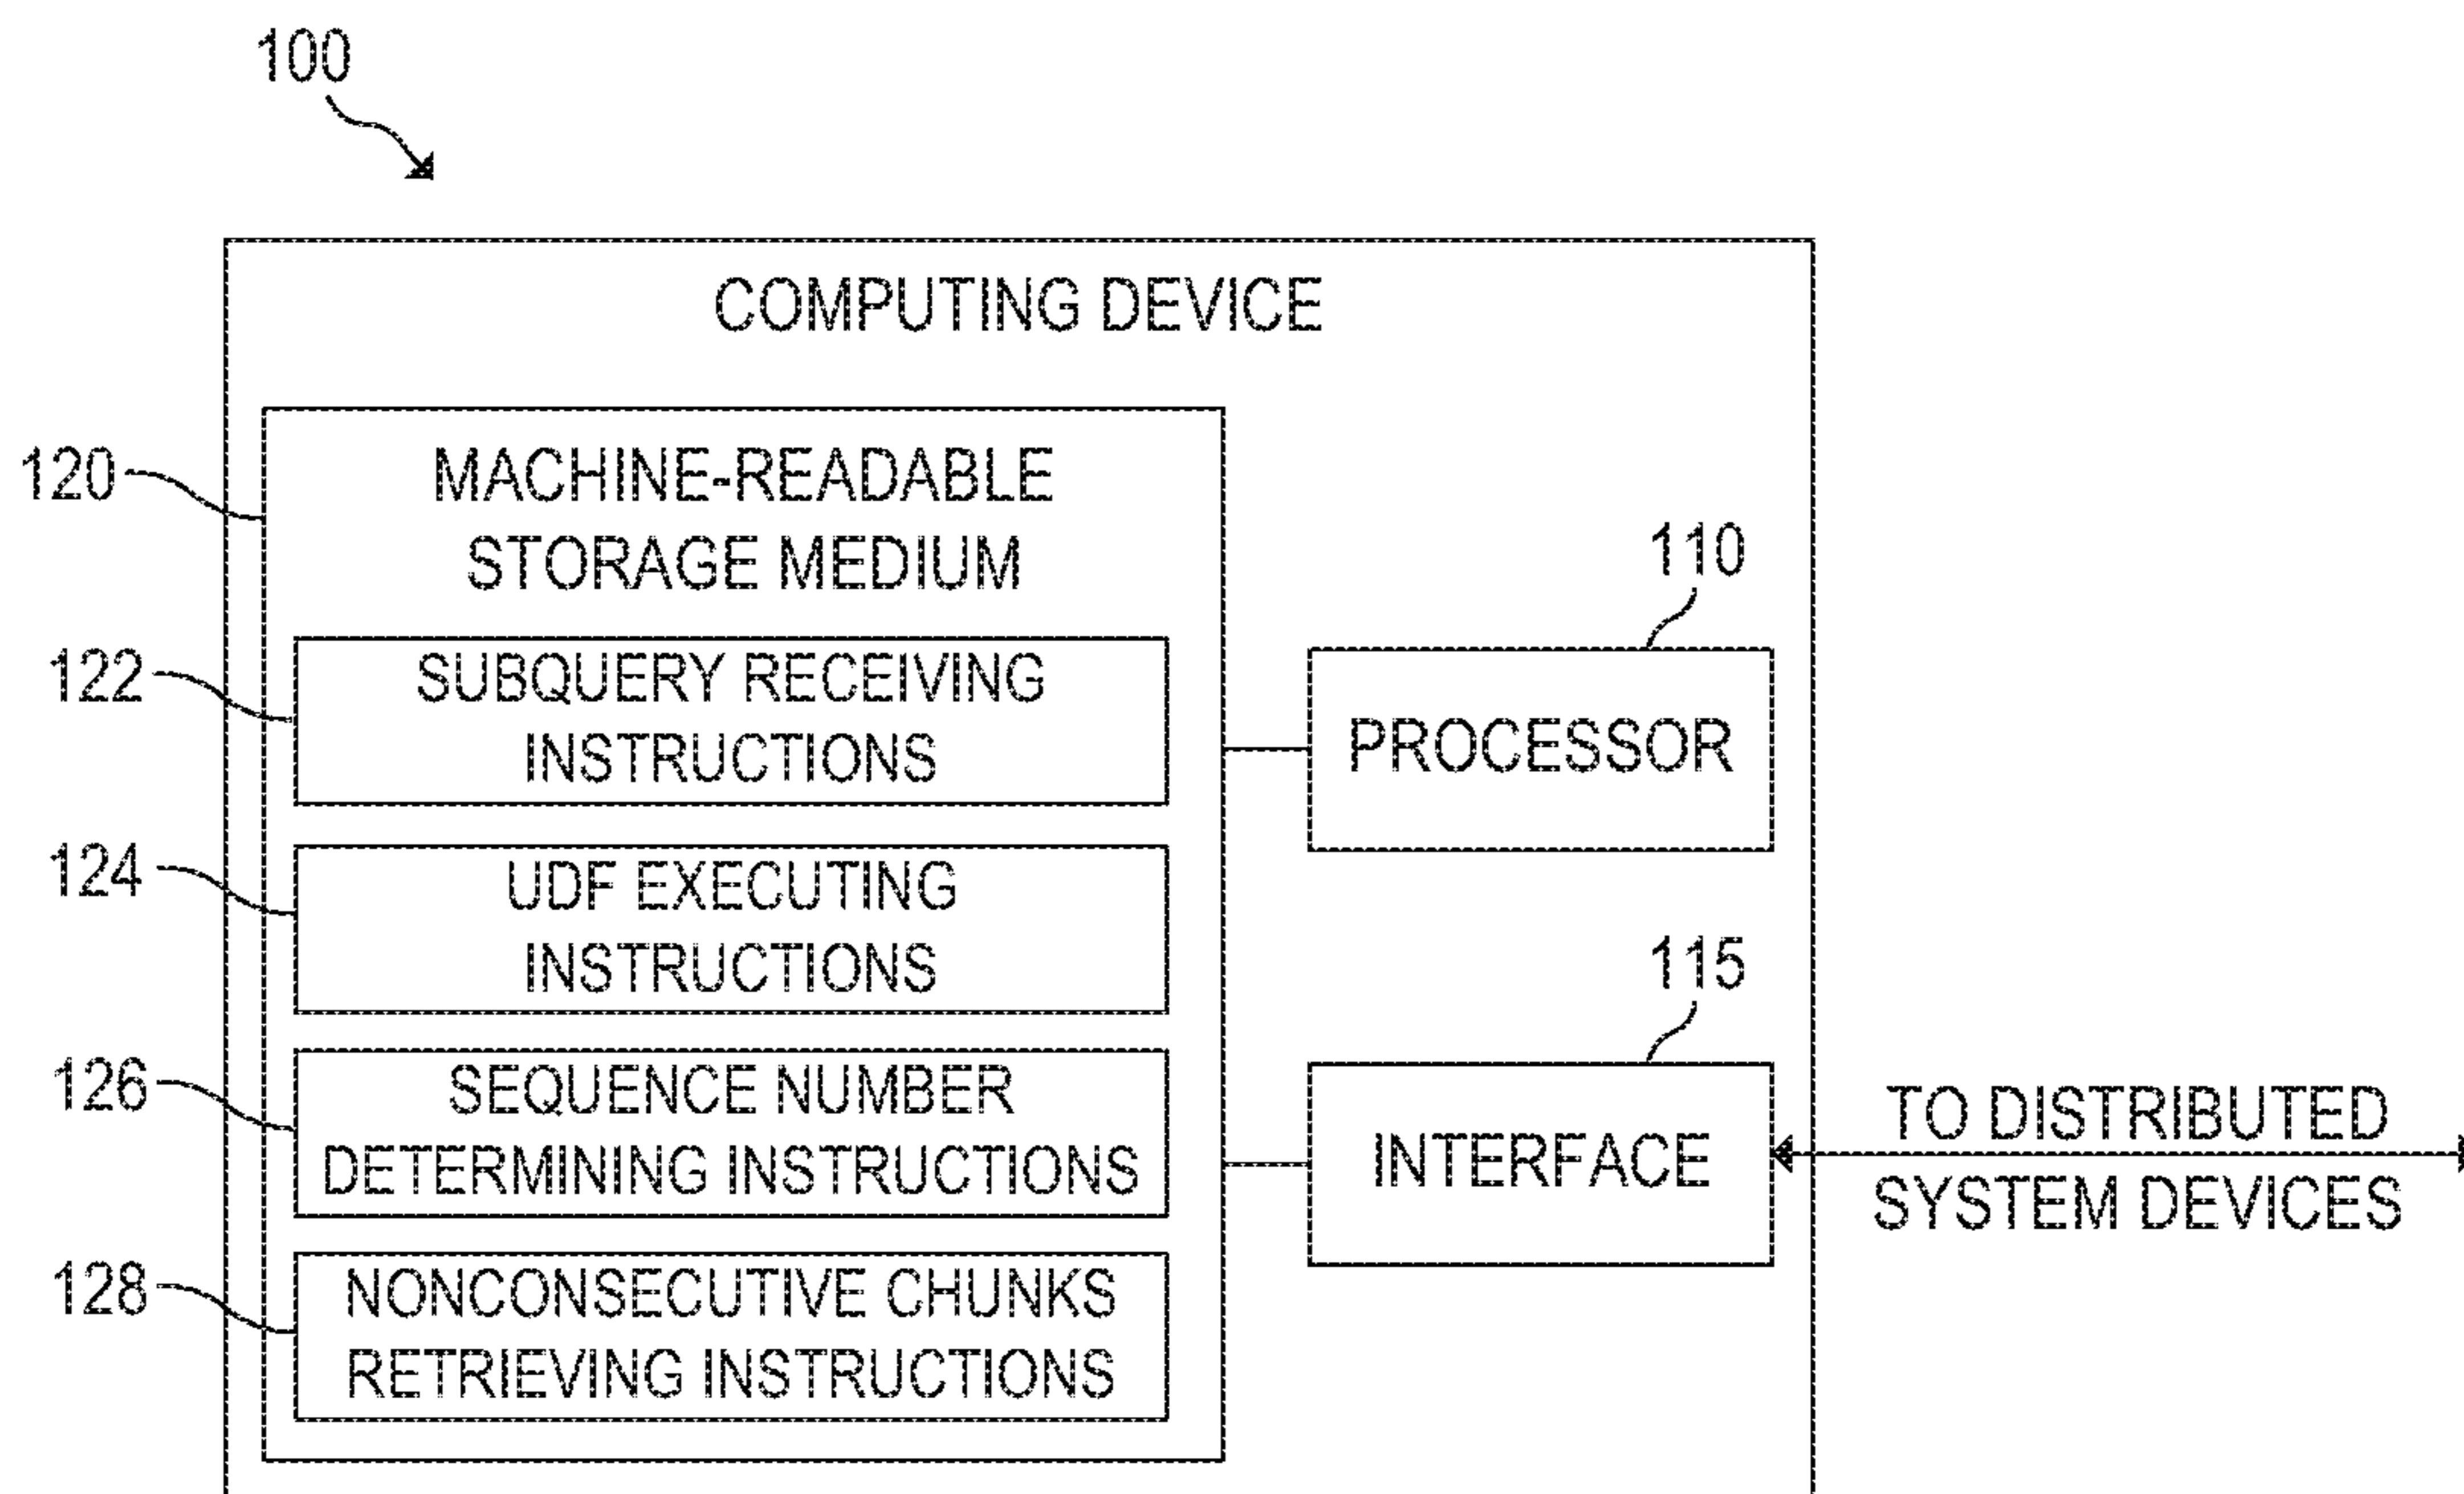 100
COMPUTING DEVICE
120
MACHINE-READABLE
STORAGE MEDIUM
122
SUBQUERY RECEIVING
INSTRUCTIONS
124
UDF EXECUTING
INSTRUCTIONS
126
SEQUENCE NUMBER
DETERMINING INSTRUCTIONS
128
NONCONSECUTIVE CHUNKS
RETRIEVING INSTRUCTIONS
110
PROCESSOR
115
INTERFACE
TO DISTRIBUTED
SYSTEM DEVICES